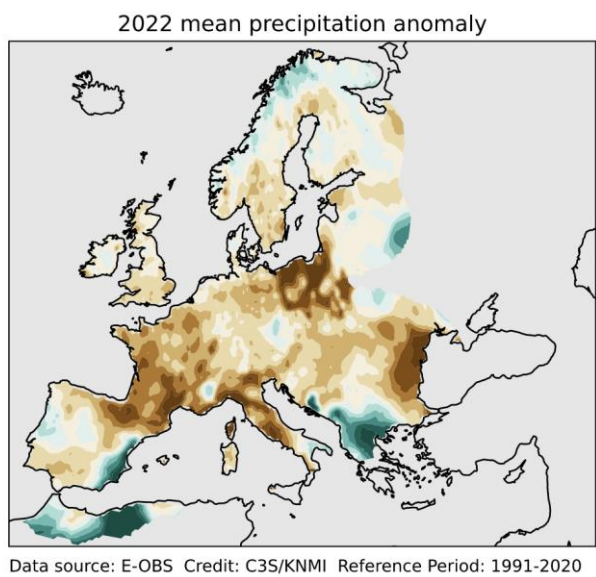 2022 mean precipitation anomaly
Data source: E-OBS  Credit: C3S/KNMI  Reference Period: 1991-2020